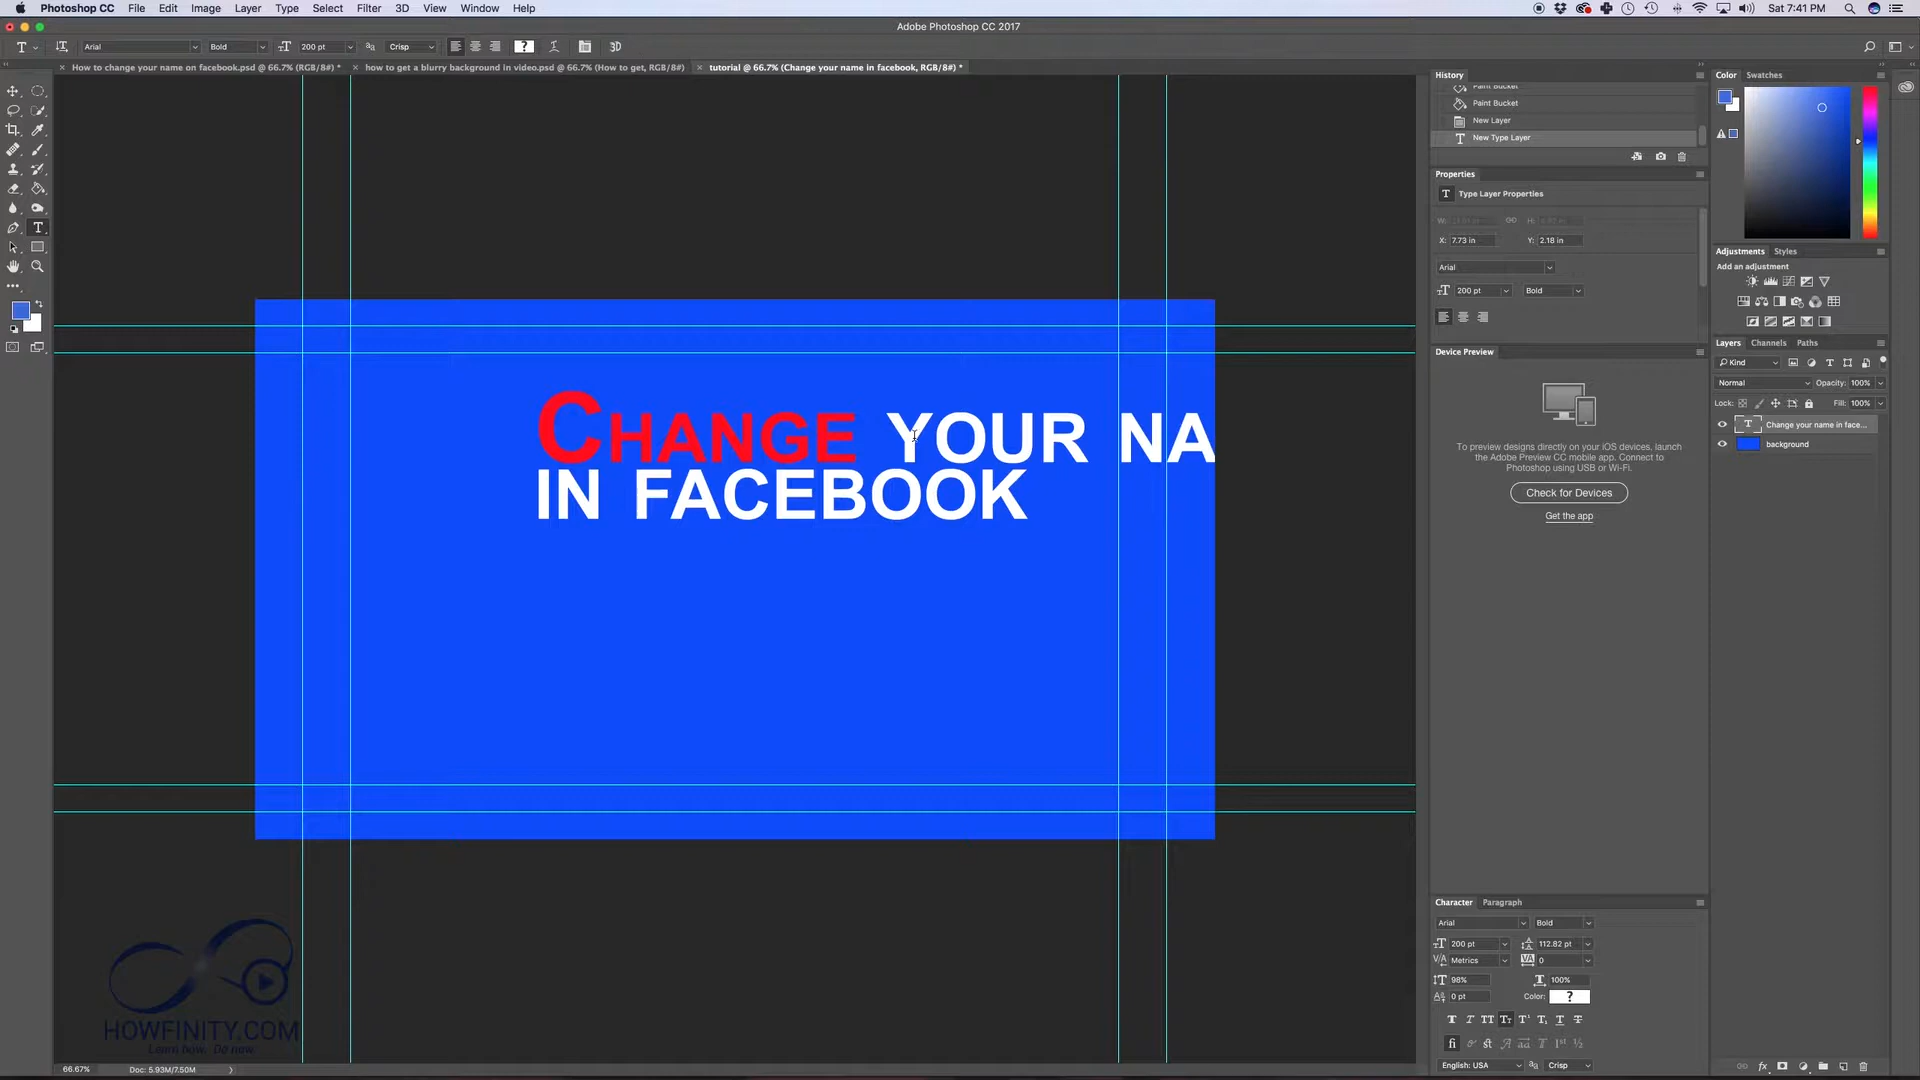 Photoshop CC File Edit Image Layer Type Select Filter 3D View Window Help Sat 7:41 PM
Adobe Photoshop CC 2017
Arial Bold 200 pt Crisp ? 3D
How to change your name on facebook.psd @ 66.7% (RGB/8#) * how to get a blurry background in video.psd @ 66.7% (How to get, RGB/8#) tutorial @ 66.7% (Change your name in facebook, RGB/8#) *
History
Paint Bucket
Paint Bucket
New Layer
New Type Layer
Properties
Type Layer Properties
W: H:
X: 7.73 in Y: 2.18 in
Arial
200 pt Bold
Device Preview
To preview designs directly on your iOS devices, launch
the Adobe Preview CC mobile app. Connect to
Photoshop using USB or Wi-Fi.
Check for Devices
Get the app
Color Swatches
Adjustments Styles
Add an adjustment
Layers Channels Paths
Kind
Normal Opacity: 100%
Lock: Fill: 100%
Change your name in face...
background
CHANGE YOUR NA
IN FACEBOOK
Character Paragraph
Arial Bold
200 pt 112.82 pt
Metrics 0
98% 100%
0 pt Color: ?
English: USA Crisp
HOWFINITY.COM
Learn how. Do now
66.67% Doc: 5.93M/7.50M